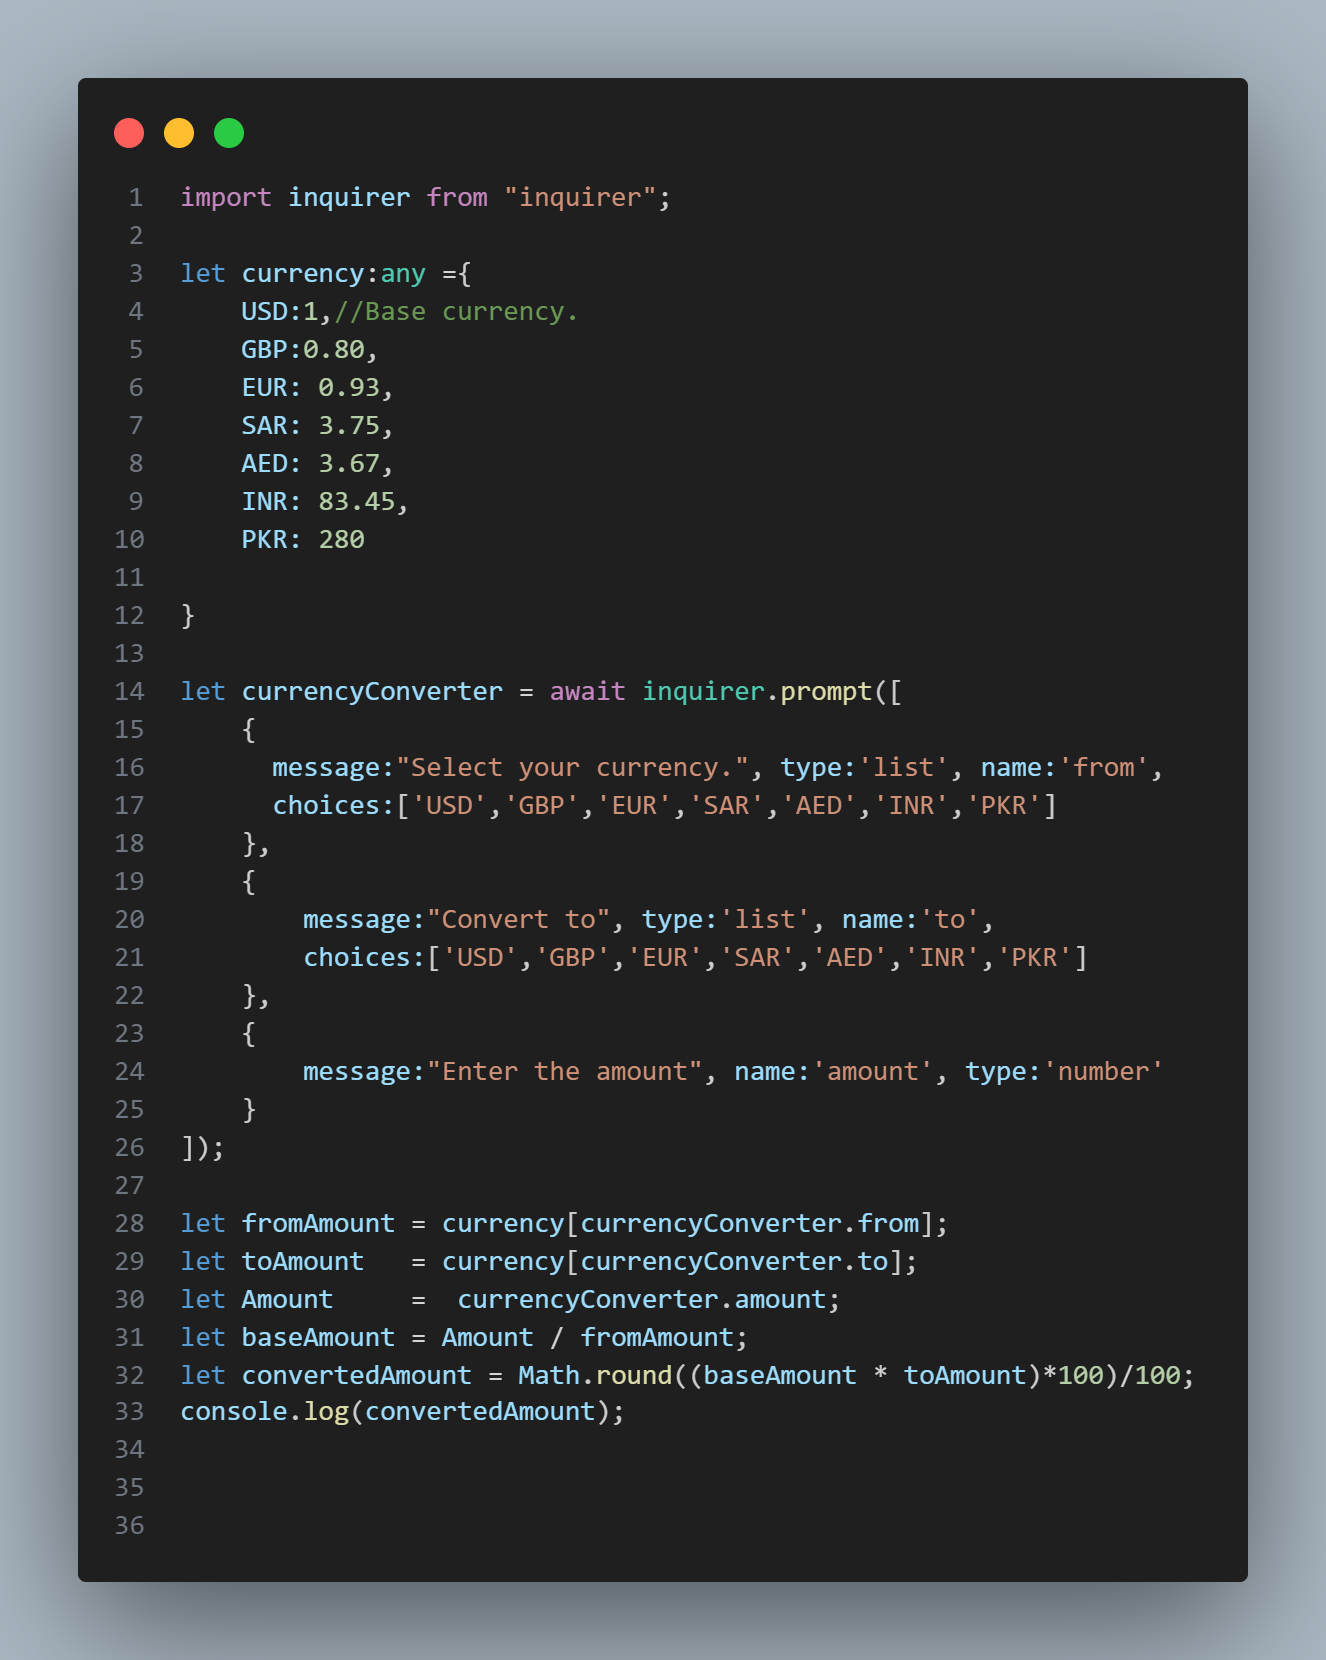 1 import inquirer from "inquirer";
2
3 let currency:any ={
4     USD:1,//Base currency.
5     GBP:0.80,
6     EUR: 0.93,
7     SAR: 3.75,
8     AED: 3.67,
9     INR: 83.45,
10     PKR: 280
11
12 }
13
14 let currencyConverter = await inquirer.prompt([
15     {
16       message:"Select your currency.", type:'list', name:'from',
17       choices:['USD','GBP','EUR','SAR','AED','INR','PKR']
18     },
19     {
20         message:"Convert to", type:'list', name:'to',
21         choices:['USD','GBP','EUR','SAR','AED','INR','PKR']
22     },
23     {
24         message:"Enter the amount", name:'amount', type:'number'
25     }
26 ]);
27
28 let fromAmount = currency[currencyConverter.from];
29 let toAmount   = currency[currencyConverter.to];
30 let Amount     =  currencyConverter.amount;
31 let baseAmount = Amount / fromAmount;
32 let convertedAmount = Math.round((baseAmount * toAmount)*100)/100;
33 console.log(convertedAmount);
34
35
36